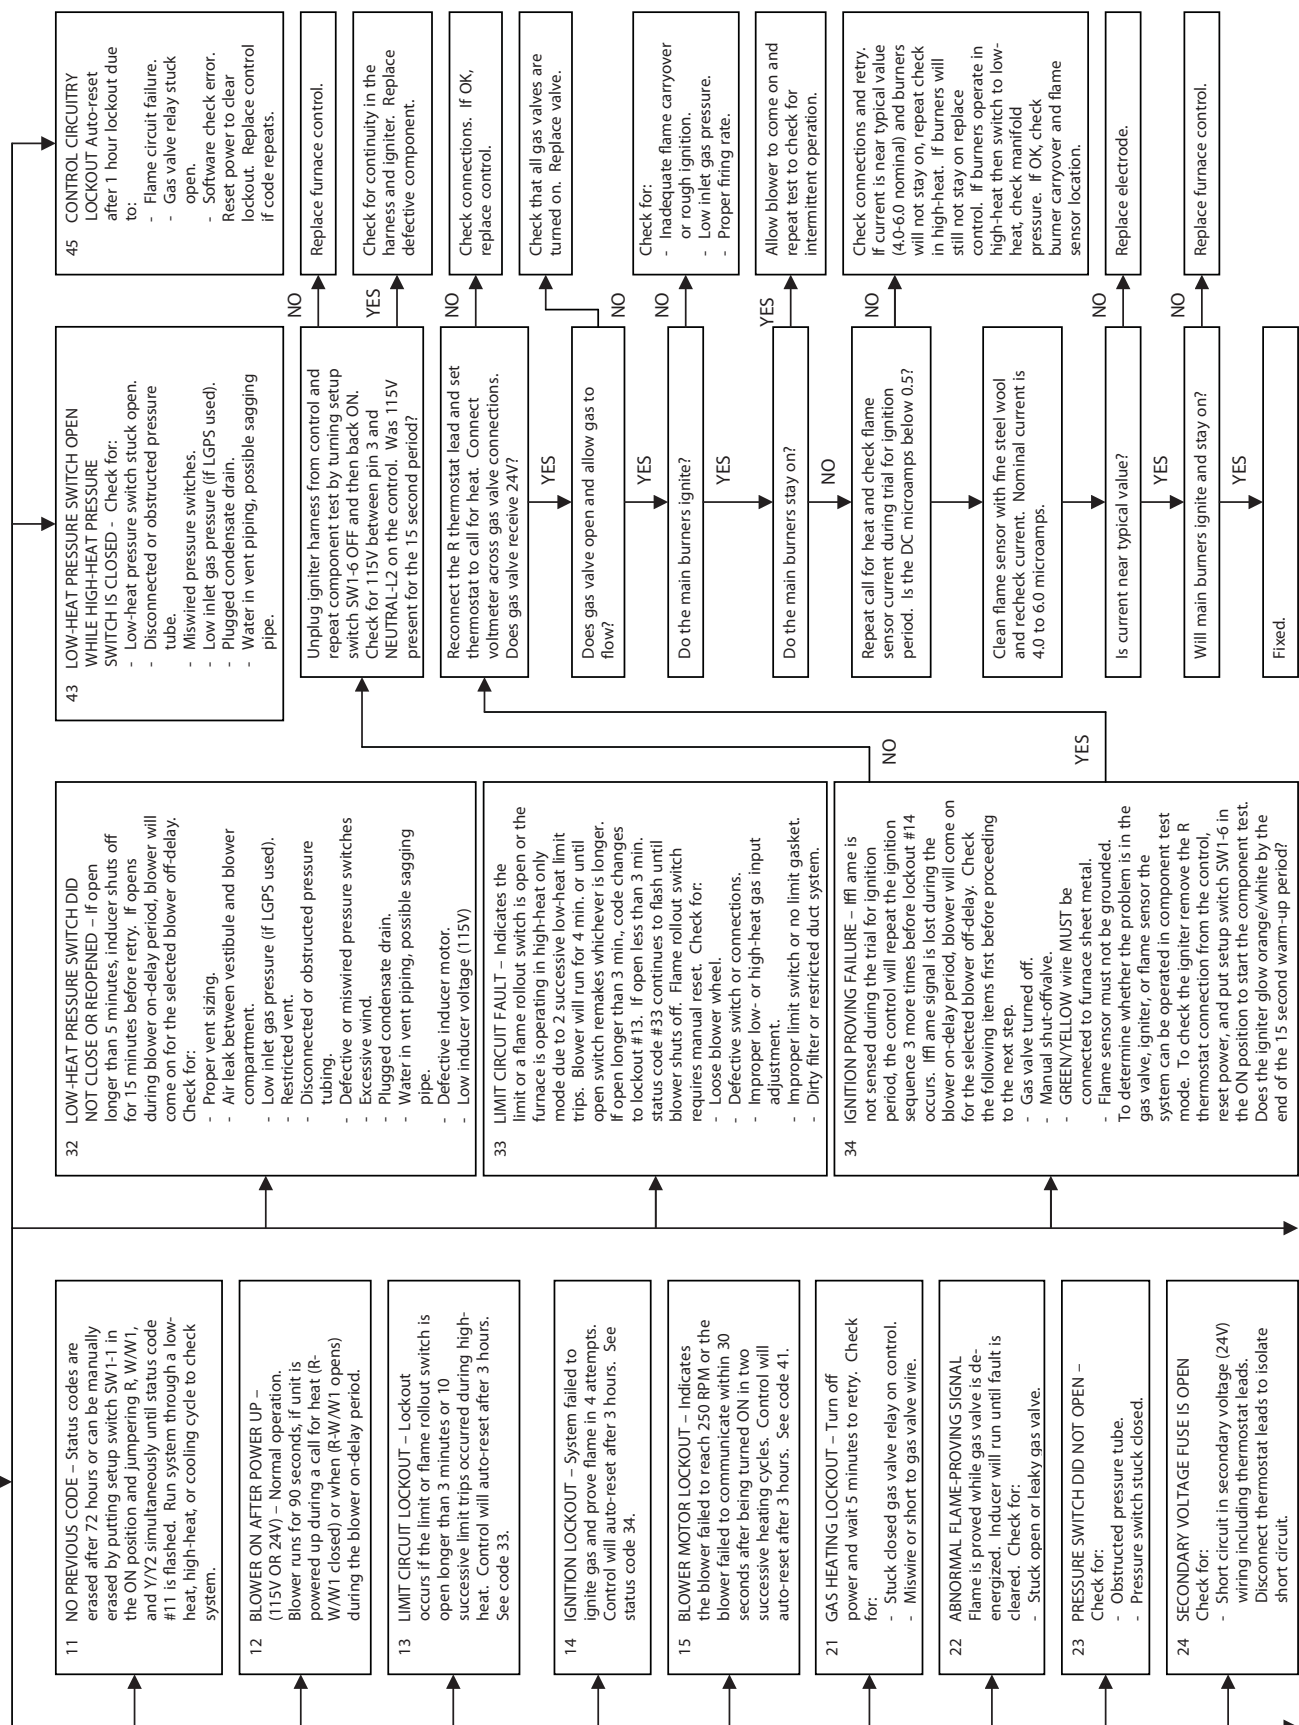 11 NO PREVIOUS CODE – Status codes are
erased after 72 hours or can be manually
erased by putting setup switch SW1-1 in
the ON position and jumpering R, W/W1,
and Y/Y2 simultaneously until status code
#11 is flashed. Run system through a low-
heat, high-heat, or cooling cycle to check
system.
12 BLOWER ON AFTER POWER UP –
(115V OR 24V) – Normal operation.
Blower runs for 90 seconds, if unit is
powered up during a call for heat (R-
W/W1 closed) or when (R-W/W1 opens)
during the blower on-delay period.
13 LIMIT CIRCUIT LOCKOUT – Lockout
occurs if the limit or flame rollout switch is
open longer than 3 minutes or 10
successive limit trips occurred during high-
heat. Control will auto-reset after 3 hours.
See code 33.
14 IGNITION LOCKOUT – System failed to
ignite gas and prove flame in 4 attempts.
Control will auto-reset after 3 hours. See
status code 34.
15 BLOWER MOTOR LOCKOUT – Indicates
the blower failed to reach 250 RPM or the
blower failed to communicate within 30
seconds after being turned ON in two
successive heating cycles. Control will
auto-reset after 3 hours. See code 41.
21 GAS HEATING LOCKOUT – Turn off
power and wait 5 minutes to retry. Check
for:
- Stuck closed gas valve relay on control.
- Miswire or short to gas valve wire.
22 ABNORMAL FLAME-PROVING SIGNAL
Flame is proved while gas valve is de-
energized. Inducer will run until fault is
cleared. Check for:
- Stuck open or leaky gas valve.
23 PRESSURE SWITCH DID NOT OPEN –
Check for:
- Obstructed pressure tube.
- Pressure switch stuck closed.
24 SECONDARY VOLTAGE FUSE IS OPEN
Check for:
- Short circuit in secondary voltage (24V)
wiring including thermostat leads.
Disconnect thermostat leads to isolate
short circuit.
32 LOW-HEAT PRESSURE SWITCH DID
NOT CLOSE OR REOPENED – If open
longer than 5 minutes, inducer shuts off
for 15 minutes before retry. If opens
during blower on-delay period, blower will
come on for the selected blower off-delay.
Check for:
- Proper vent sizing.
- Air leak between vestibule and blower
compartment.
- Low inlet gas pressure (if LGPS used).
- Restricted vent.
- Disconnected or obstructed pressure
tubing.
- Defective or miswired pressure switches
- Excessive wind.
- Plugged condensate drain.
- Water in vent piping, possible sagging
pipe.
- Defective inducer motor.
- Low inducer voltage (115V)
33 LIMIT CIRCUIT FAULT – Indicates the
limit or a flame rollout switch is open or the
furnace is operating in high-heat only
mode due to 2 successive low-heat limit
trips. Blower will run for 4 min. or until
open switch remakes whichever is longer.
If open longer than 3 min., code changes
to lockout #13. If open less than 3 min.
status code #33 continues to flash until
blower shuts off. Flame rollout switch
requires manual reset. Check for:
- Loose blower wheel.
- Defective switch or connections.
- Improper low- or high-heat gas input
adjustment.
- Improper limit switch or no limit gasket.
- Dirty filter or restricted duct system.
34 IGNITION PROVING FAILURE – Iffl ame is
not sensed during the trial for ignition
period, the control will repeat the ignition
sequence 3 more times before lockout #14
occurs. Iffl ame signal is lost during the
blower on-delay period, blower will come on
for the selected blower off-delay. Check
the following items first before proceeding
to the next step.
- Gas valve turned off.
- Manual shut-offvalve.
- GREEN/YELLOW wire MUST be
connected to furnace sheet metal.
- Flame sensor must not be grounded.
To determine whether the problem is in the
gas valve, igniter, or flame sensor the
system can be operated in component test
mode. To check the igniter remove the R
thermostat connection from the control,
reset power, and put setup switch SW1-6 in
the ON position to start the component test.
Does the igniter glow orange/white by the
end of the 15 second warm-up period?
NO
YES
43 LOW-HEAT PRESSURE SWITCH OPEN
WHILE HIGH-HEAT PRESSURE
SWITCH IS CLOSED - Check for:
- Low-heat pressure switch stuck open.
- Disconnected or obstructed pressure
tube.
- Miswired pressure switches.
- Low inlet gas pressure (if LGPS used).
- Plugged condensate drain.
- Water in vent piping, possible sagging
pipe.
Unplug igniter harness from control and
repeat component test by turning setup
switch SW1-6 OFF and then back ON.
Check for 115V between pin 3 and
NEUTRAL-L2 on the control. Was 115V
present for the 15 second period?
NO
YES
Reconnect the R thermostat lead and set
thermostat to call for heat. Connect
voltmeter across gas valve connections.
Does gas valve receive 24V?
NO
YES
Does gas valve open and allow gas to
flow?
NO
YES
Do the main burners ignite?
NO
YES
Do the main burners stay on?
YES
NO
Repeat call for heat and check flame
sensor current during trial for ignition
period. Is the DC microamps below 0.5?
NO
Clean flame sensor with fine steel wool
and recheck current. Nominal current is
4.0 to 6.0 microamps.
Is current near typical value?
NO
YES
Will main burners ignite and stay on?
NO
YES
Fixed.
45 CONTROL CIRCUITRY
LOCKOUT Auto-reset
after 1 hour lockout due
to:
- Flame circuit failure.
- Gas valve relay stuck
open.
- Software check error.
Reset power to clear
lockout. Replace control
if code repeats.
Replace furnace control.
Check for continuity in the
harness and igniter. Replace
defective component.
Check connections. If OK,
replace control.
Check that all gas valves are
turned on. Replace valve.
Check for:
- Inadequate flame carryover
or rough ignition.
- Low inlet gas pressure.
- Proper firing rate.
Allow blower to come on and
repeat test to check for
intermittent operation.
Check connections and retry.
If current is near typical value
(4.0-6.0 nominal) and burners
will not stay on, repeat check
in high-heat. If burners will
still not stay on replace
control. If burners operate in
high-heat then switch to low-
heat, check manifold
pressure. If OK, check
burner carryover and flame
sensor location.
Replace electrode.
Replace furnace control.